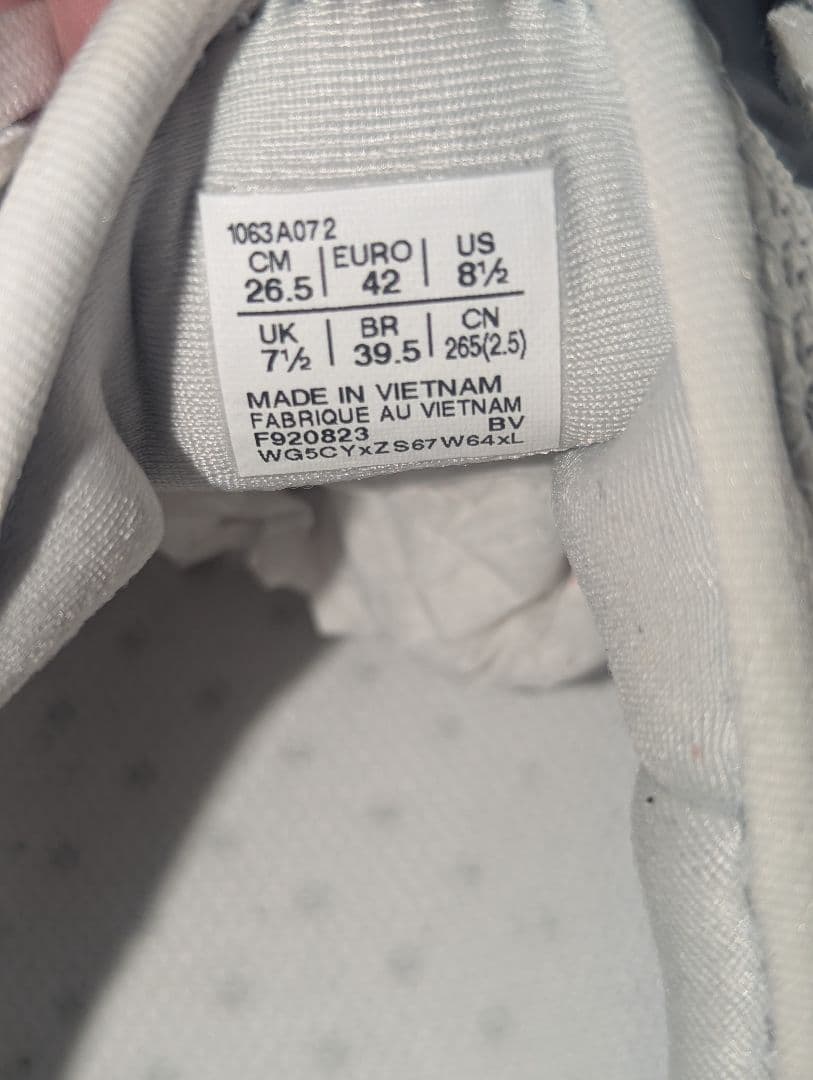 1063A072
CM | EURO | US
26.5 | 42 | 8½
UK | BR | CN
7½ | 39.5 | 265(2.5)
MADE IN VIETNAM
FABRIQUE AU VIETNAM
F920823 BV
WG5CYxZS67W64xL